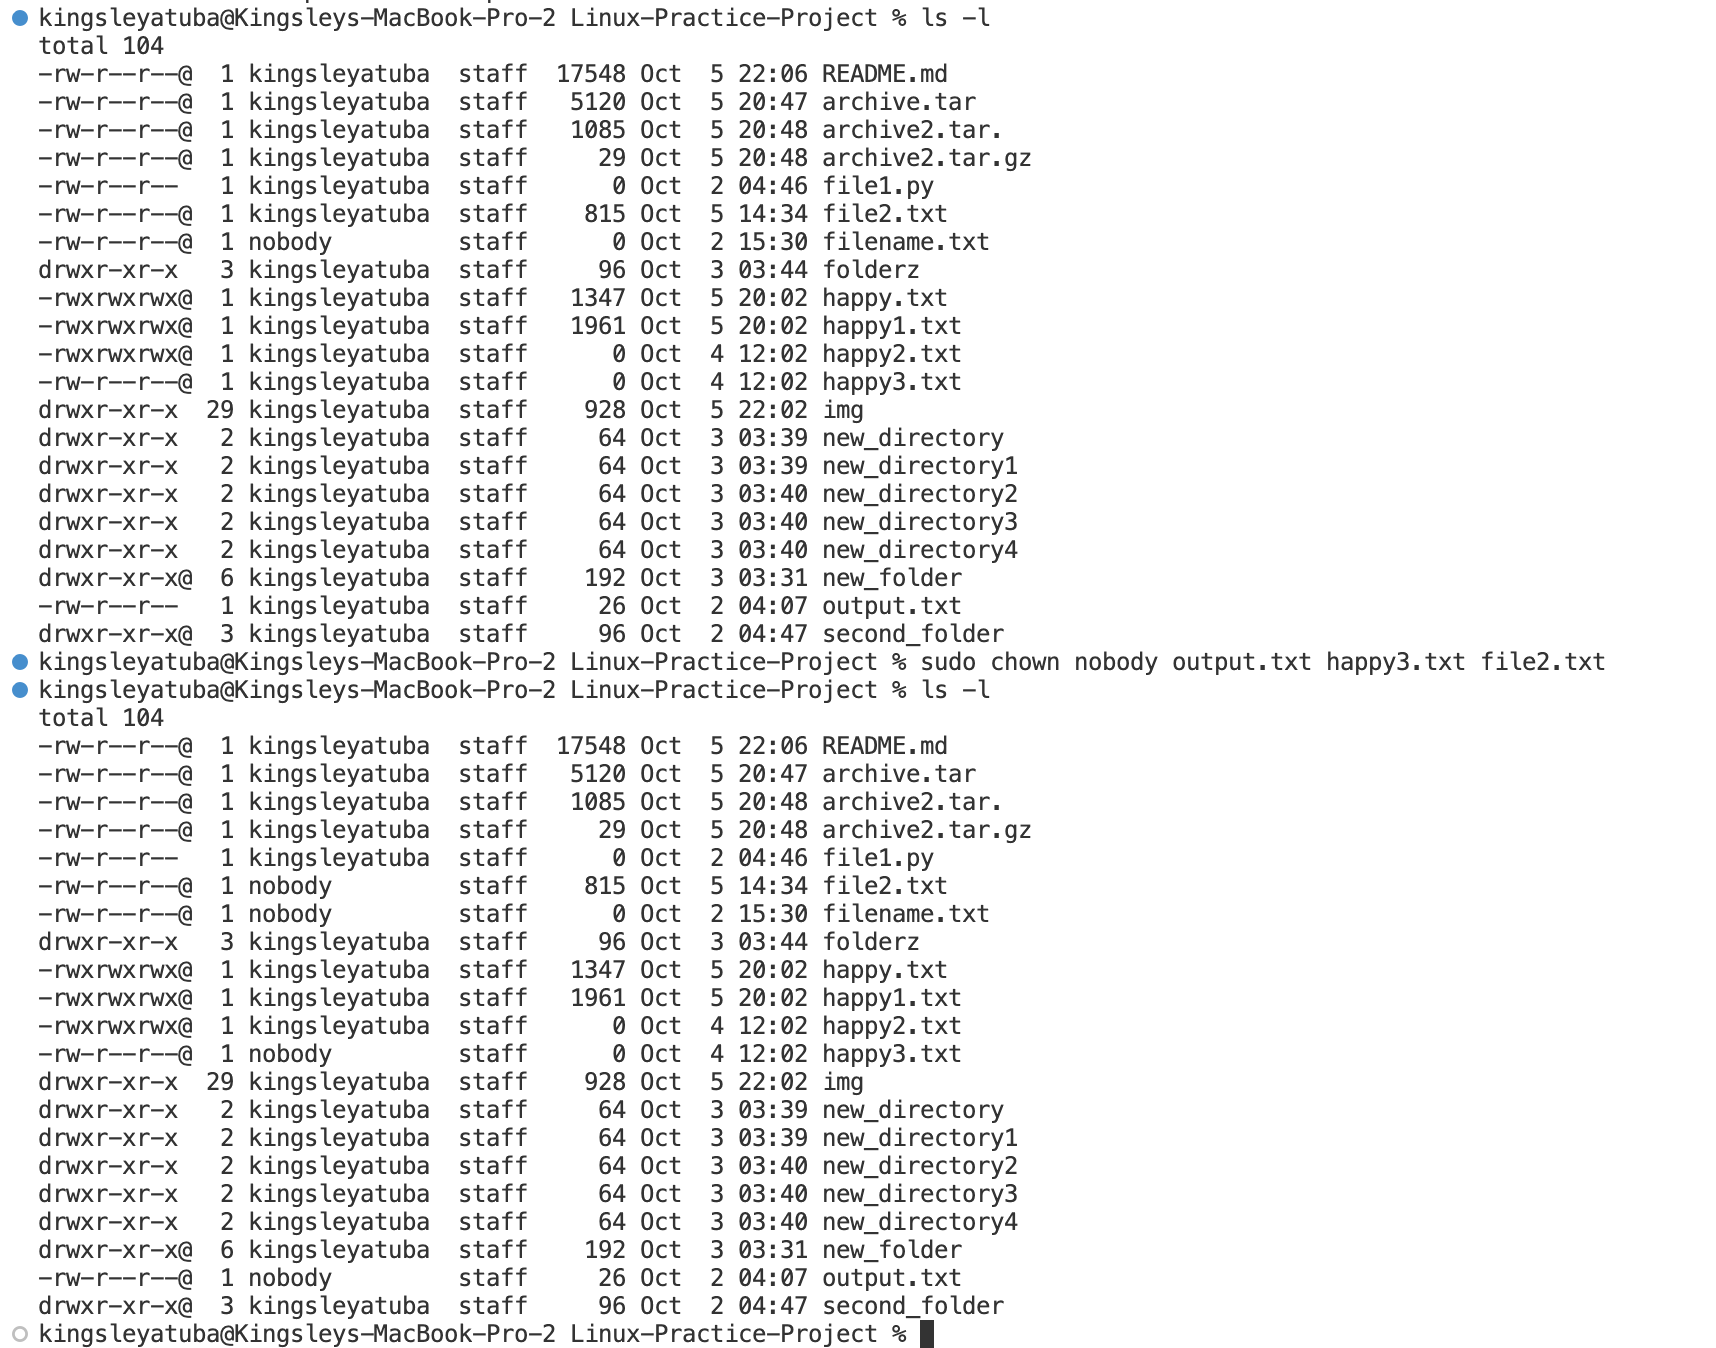 kingsleyatuba@Kingsleys-MacBook-Pro-2 Linux-Practice-Project % ls -l
total 104
-rw-r--r--@  1 kingsleyatuba  staff  17548 Oct  5 22:06 README.md
-rw-r--r--@  1 kingsleyatuba  staff   5120 Oct  5 20:47 archive.tar
-rw-r--r--@  1 kingsleyatuba  staff   1085 Oct  5 20:48 archive2.tar.
-rw-r--r--@  1 kingsleyatuba  staff     29 Oct  5 20:48 archive2.tar.gz
-rw-r--r--   1 kingsleyatuba  staff      0 Oct  2 04:46 file1.py
-rw-r--r--@  1 kingsleyatuba  staff    815 Oct  5 14:34 file2.txt
-rw-r--r--@  1 nobody         staff      0 Oct  2 15:30 filename.txt
drwxr-xr-x   3 kingsleyatuba  staff     96 Oct  3 03:44 folderz
-rwxrwxrwx@  1 kingsleyatuba  staff   1347 Oct  5 20:02 happy.txt
-rwxrwxrwx@  1 kingsleyatuba  staff   1961 Oct  5 20:02 happy1.txt
-rwxrwxrwx@  1 kingsleyatuba  staff      0 Oct  4 12:02 happy2.txt
-rw-r--r--@  1 kingsleyatuba  staff      0 Oct  4 12:02 happy3.txt
drwxr-xr-x  29 kingsleyatuba  staff    928 Oct  5 22:02 img
drwxr-xr-x   2 kingsleyatuba  staff     64 Oct  3 03:39 new_directory
drwxr-xr-x   2 kingsleyatuba  staff     64 Oct  3 03:39 new_directory1
drwxr-xr-x   2 kingsleyatuba  staff     64 Oct  3 03:40 new_directory2
drwxr-xr-x   2 kingsleyatuba  staff     64 Oct  3 03:40 new_directory3
drwxr-xr-x   2 kingsleyatuba  staff     64 Oct  3 03:40 new_directory4
drwxr-xr-x@  6 kingsleyatuba  staff    192 Oct  3 03:31 new_folder
-rw-r--r--   1 kingsleyatuba  staff     26 Oct  2 04:07 output.txt
drwxr-xr-x@  3 kingsleyatuba  staff     96 Oct  2 04:47 second_folder
kingsleyatuba@Kingsleys-MacBook-Pro-2 Linux-Practice-Project % sudo chown nobody output.txt happy3.txt file2.txt
kingsleyatuba@Kingsleys-MacBook-Pro-2 Linux-Practice-Project % ls -l
total 104
-rw-r--r--@  1 kingsleyatuba  staff  17548 Oct  5 22:06 README.md
-rw-r--r--@  1 kingsleyatuba  staff   5120 Oct  5 20:47 archive.tar
-rw-r--r--@  1 kingsleyatuba  staff   1085 Oct  5 20:48 archive2.tar.
-rw-r--r--@  1 kingsleyatuba  staff     29 Oct  5 20:48 archive2.tar.gz
-rw-r--r--   1 kingsleyatuba  staff      0 Oct  2 04:46 file1.py
-rw-r--r--@  1 nobody         staff    815 Oct  5 14:34 file2.txt
-rw-r--r--@  1 nobody         staff      0 Oct  2 15:30 filename.txt
drwxr-xr-x   3 kingsleyatuba  staff     96 Oct  3 03:44 folderz
-rwxrwxrwx@  1 kingsleyatuba  staff   1347 Oct  5 20:02 happy.txt
-rwxrwxrwx@  1 kingsleyatuba  staff   1961 Oct  5 20:02 happy1.txt
-rwxrwxrwx@  1 kingsleyatuba  staff      0 Oct  4 12:02 happy2.txt
-rw-r--r--@  1 nobody         staff      0 Oct  4 12:02 happy3.txt
drwxr-xr-x  29 kingsleyatuba  staff    928 Oct  5 22:02 img
drwxr-xr-x   2 kingsleyatuba  staff     64 Oct  3 03:39 new_directory
drwxr-xr-x   2 kingsleyatuba  staff     64 Oct  3 03:39 new_directory1
drwxr-xr-x   2 kingsleyatuba  staff     64 Oct  3 03:40 new_directory2
drwxr-xr-x   2 kingsleyatuba  staff     64 Oct  3 03:40 new_directory3
drwxr-xr-x   2 kingsleyatuba  staff     64 Oct  3 03:40 new_directory4
drwxr-xr-x@  6 kingsleyatuba  staff    192 Oct  3 03:31 new_folder
-rw-r--r--@  1 nobody         staff     26 Oct  2 04:07 output.txt
drwxr-xr-x@  3 kingsleyatuba  staff     96 Oct  2 04:47 second_folder
kingsleyatuba@Kingsleys-MacBook-Pro-2 Linux-Practice-Project %